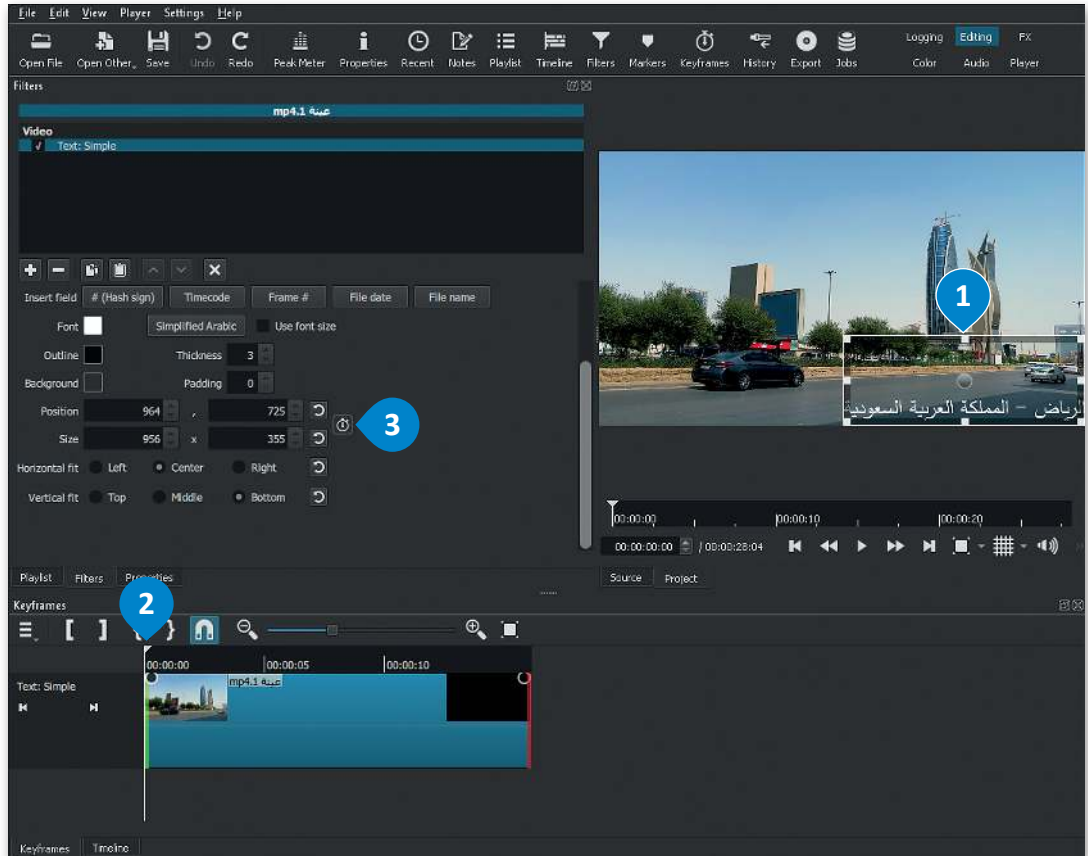 File Edit View Player Settings Help
Open File Open Other... Save Undo Redo Peak Meter Properties Recent Notes Playlist Timeline Filters Markers Keyframes History Export Jobs
Logging Editing FX
Color Audio Player
Filters
عينة 1.mp4
Video
Text: Simple
Insert field # (Hash sign) Timecode Frame # File date File name
Font Simplified Arabic Use font size
Outline Thickness 3
Background Padding 0
Position 964 , 725
3
Size 956 x 355
Horizontal fit Left Center Right
Vertical fit Top Middle Bottom
1
الرياض – المملكة العربية السعودية
00:00:00 00:00:10 00:00:20
00:00:00:00 / 00:00:28:04
Playlist Filters Properties
Source Project
Keyframes
2
00:00:00 00:00:05 00:00:10
Text: Simple
عينة 1.mp4
Keyframes Timeline